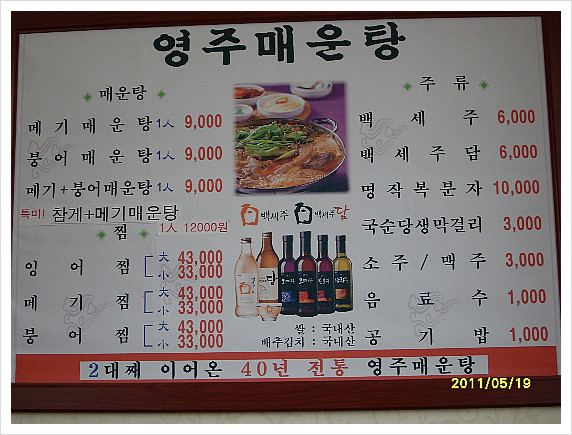 영주매운탕
매운탕
메기매운탕 1人 9,000
붕어매운탕 1人 9,000
메기+붕어매운탕 1人 9,000
특미! 참게+메기매운탕
1人 12000원
찜
잉어찜 大 43,000
小 33,000
메기찜 大 43,000
小 33,000
붕어찜 大 43,000
小 33,000
백세주 백세주담
쌀 : 국내산
배추김치 : 국내산
주류
백세주 6,000
백세주담 6,000
명작복분자 10,000
국순당생막걸리 3,000
소주/맥주 3,000
음료수 1,000
공기밥 1,000
2대째 이어온 40년 전통 영주매운탕
2011/05/19